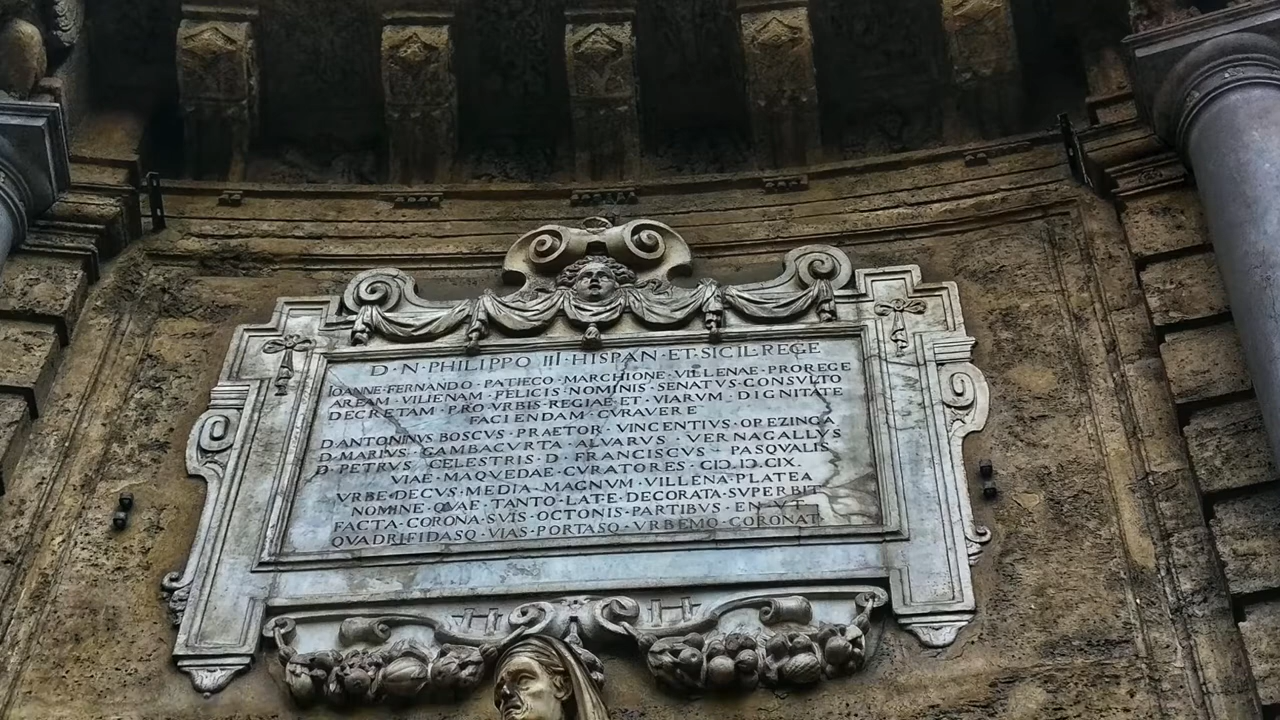 D·N·PHILIPPO III·HISPAN·ET·SICIL·REGE
IOANNE·FERNANDO·PATIECO·MARCHIONE·VILLENAE·PROREGE
AREAM·VILIENAM·FELICIS·NOMINIS·SENATVS·CONSVLTO
DECRETAM·PRO·VRBIS·REGIAE·ET·VIARVM·DIGNITATE
FACIENDAM·CVRAVERE
D·ANTONINVS BOSCVS·PRAETOR·VINCENTIVS·OPEZINGA
D·MARIVS·GAMBACVRTA ALVARVS·VERNAGALLVS
D·PETRVS CELESTRIS·D·FRANCISCVS·PASQVALIS
VIAE·MAQVEDAE·CVRATORES·CIƆ.IƆ.CIX.
VRBE·DECVS·MEDIA·MAGNVM·VILLENA·PLATEA
NOMINE·QVAE·TANTO·LATE·DECORATA·SVPERBIT
FACTA·CORONA·SVIS·OCTONIS·PARTIBVS·EN·VT
QVADRIFIDASQ·VIAS·PORTASQ·VRBEMQ·CORONAT